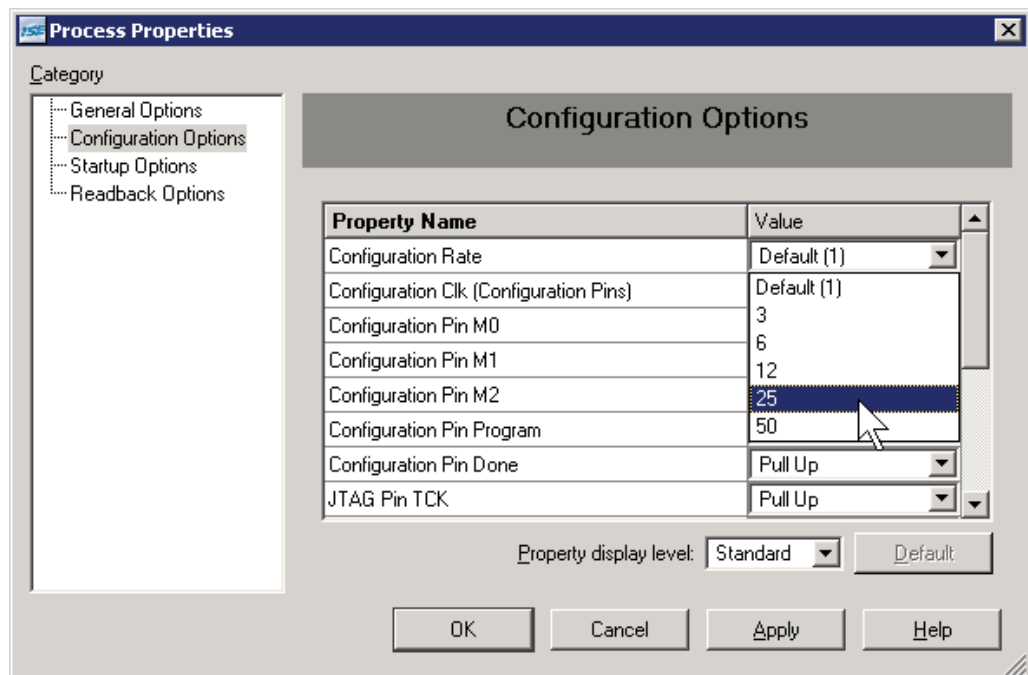 ISE Process Properties
Category
General Options
Configuration Options
Startup Options
Readback Options
Configuration Options
Property Name Value
Configuration Rate Default (1)
Configuration Clk (Configuration Pins) Default (1)
Configuration Pin M0 3
Configuration Pin M1 6
12
Configuration Pin M2 25
Configuration Pin Program 50
Configuration Pin Done Pull Up
JTAG Pin TCK Pull Up
Property display level: Standard Default
OK Cancel Apply Help